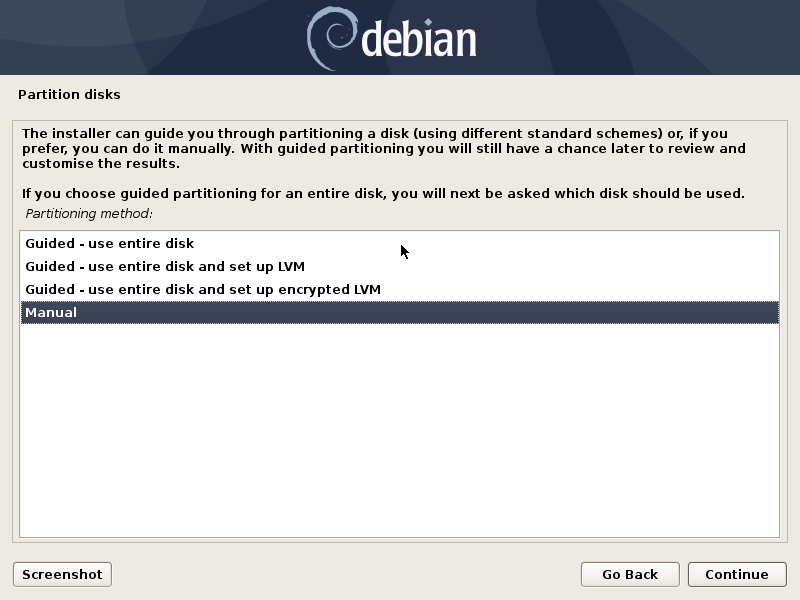 debian
Partition disks
The installer can guide you through partitioning a disk (using different standard schemes) or, if you
prefer, you can do it manually. With guided partitioning you will still have a chance later to review and
customise the results.
If you choose guided partitioning for an entire disk, you will next be asked which disk should be used.
Partitioning method:
Guided - use entire disk
Guided - use entire disk and set up LVM
Guided - use entire disk and set up encrypted LVM
Manual
Screenshot
Go Back
Continue